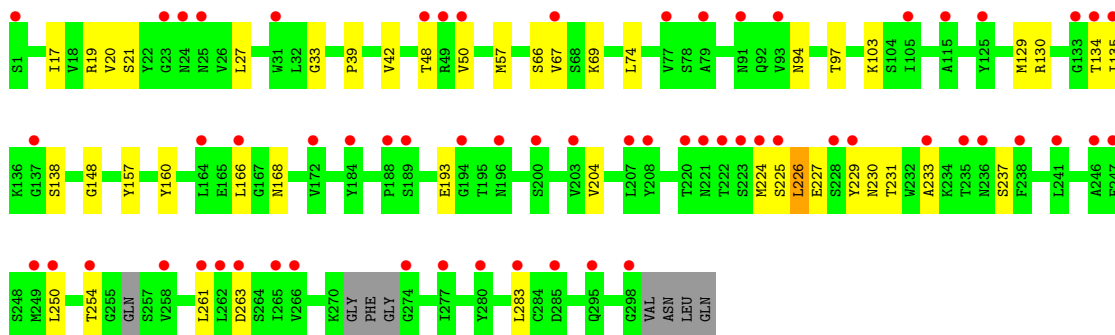 S1 I17 V18 R19 V20 S21 Y22 G23 N24 N25 V26 L27 W31 L32 G33 P39 V42 T48 R49 V50 M57 S66 V67 S68 K69 L74 V77 S78 A79 N91 Q92 V93 N94 T97 K103 S104 I105 A115 Y125 M129 R130 G133 T134 I135
K136 G137 S138 G148 Y157 Y160 L164 E165 L166 G167 N168 V172 Y184 P188 S189 E193 G194 T195 N196 S200 V203 V204 L207 Y208 T220 N221 T222 S223 M224 S225 L226 E227 S228 Y229 N230 T231 W232 A233 K234 T235 N236 S237 F238 L241 A246
S248 M249 L250 T254 G255 GLN S257 V258 L261 L262 D263 S264 I265 V266 K270 GLY PHE GLY G274 I277 Y280 L283 C284 D285 Q295 G298 VAL ASN LEU GLN